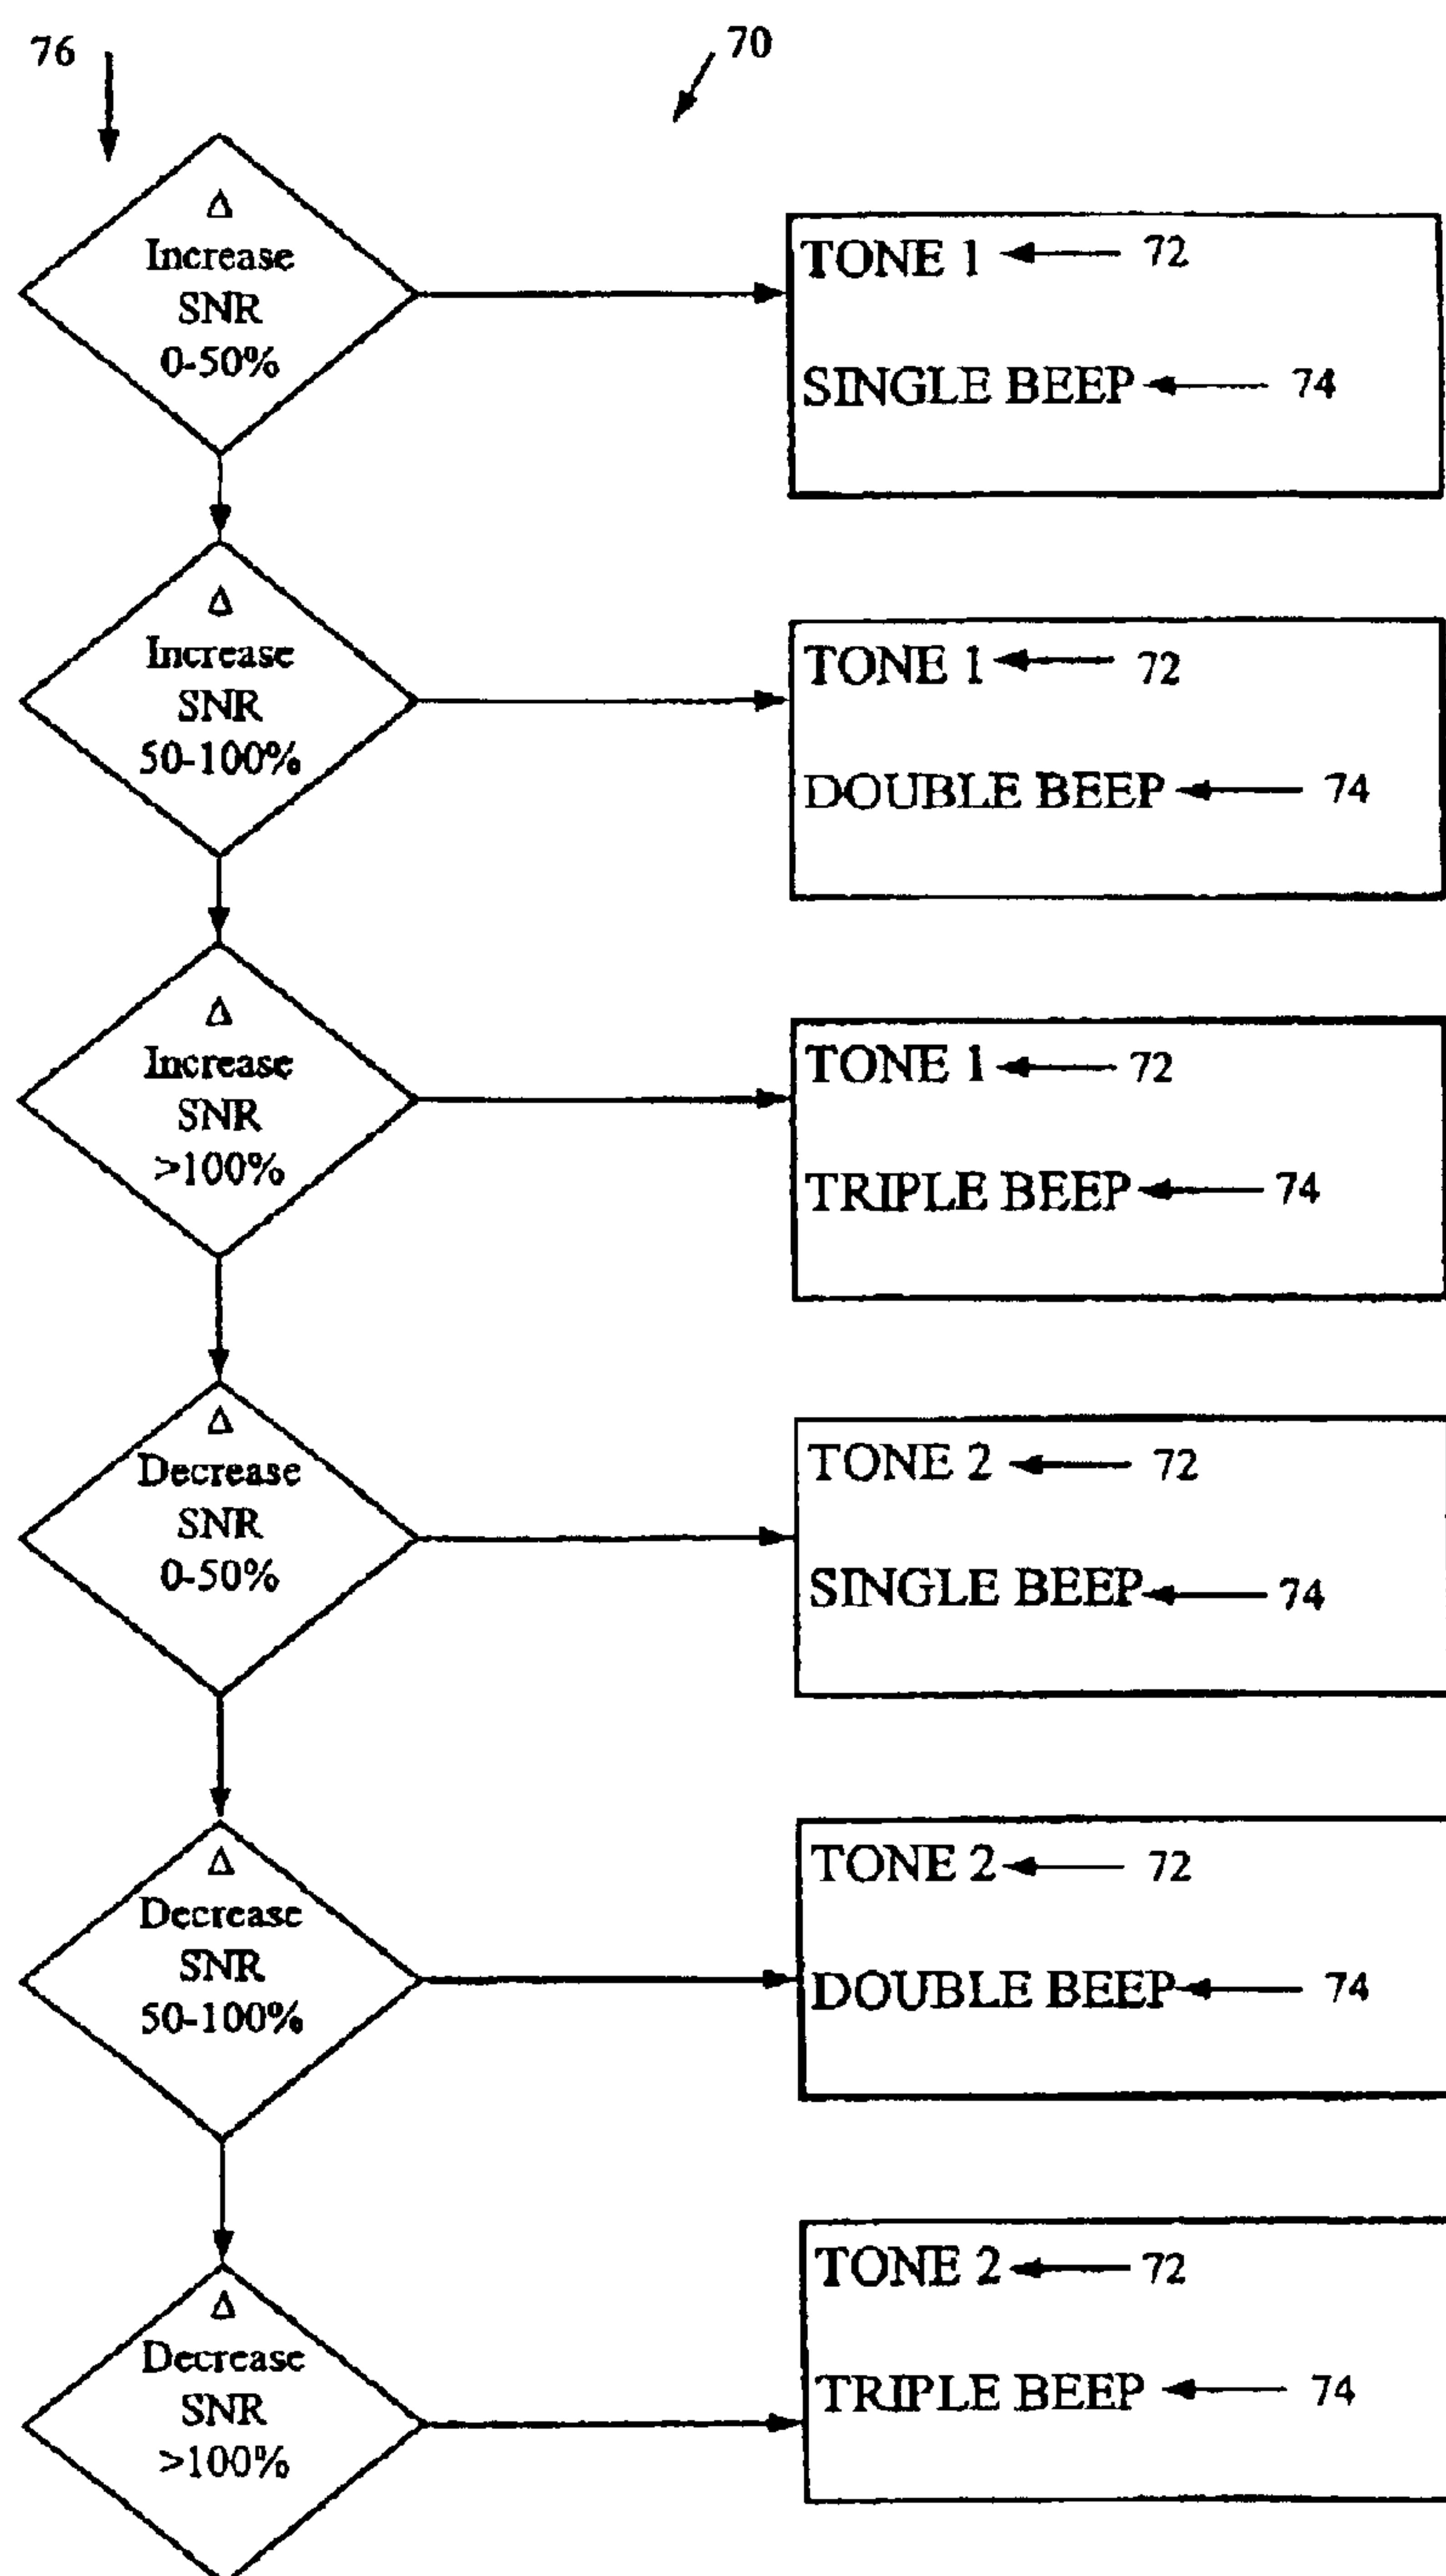 76
70
Δ
Increase
SNR
0-50%
TONE 1 72
SINGLE BEEP 74
Δ
Increase
SNR
50-100%
TONE 1 72
DOUBLE BEEP 74
Δ
Increase
SNR
>100%
TONE 1 72
TRIPLE BEEP 74
Δ
Decrease
SNR
0-50%
TONE 2 72
SINGLE BEEP 74
Δ
Decrease
SNR
50-100%
TONE 2 72
DOUBLE BEEP 74
Δ
Decrease
SNR
>100%
TONE 2 72
TRIPLE BEEP 74